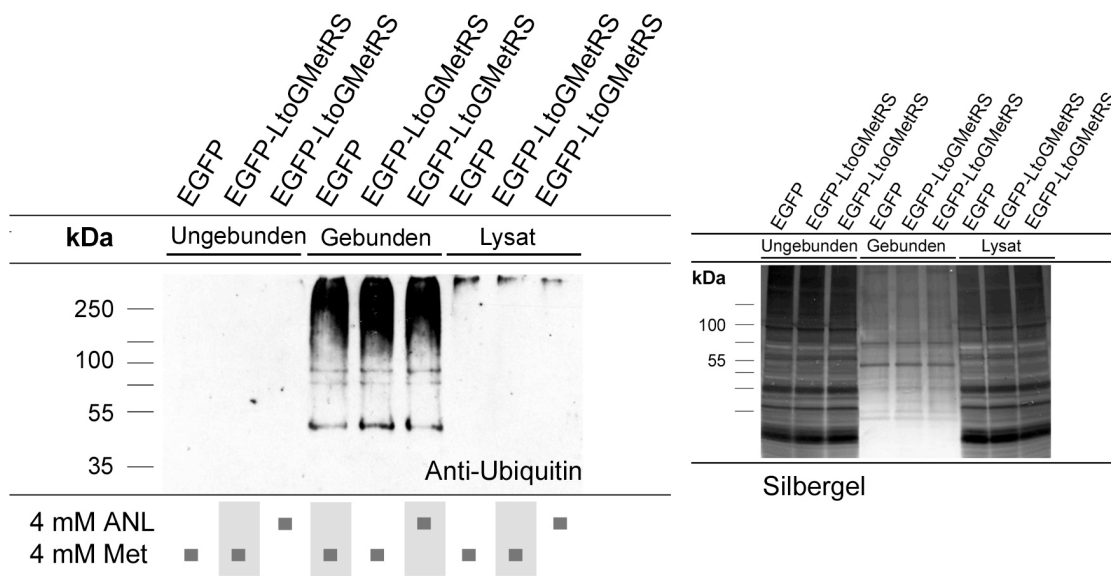 EGFP
EGFP-LtoGMetRS
EGFP-LtoGMetRS
EGFP
EGFP-LtoGMetRS
EGFP-LtoGMetRS
EGFP
EGFP-LtoGMetRS
EGFP-LtoGMetRS
kDa Ungebunden Gebunden Lysat
250
100
55
35
Anti-Ubiquitin
4 mM ANL
4 mM Met
EGFP
EGFP-LtoGMetRS
EGFP-LtoGMetRS
EGFP
EGFP-LtoGMetRS
EGFP-LtoGMetRS
EGFP
EGFP-LtoGMetRS
EGFP-LtoGMetRS
Ungebunden Gebunden Lysat
kDa
100
55
Silbergel